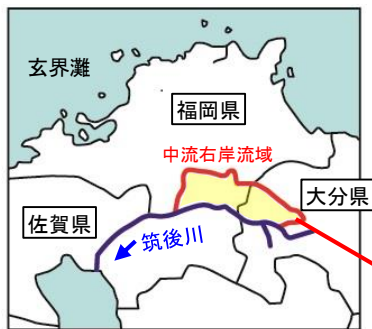 玄界灘
福岡県
中流右岸流域
大分県
佐賀県
筑後川